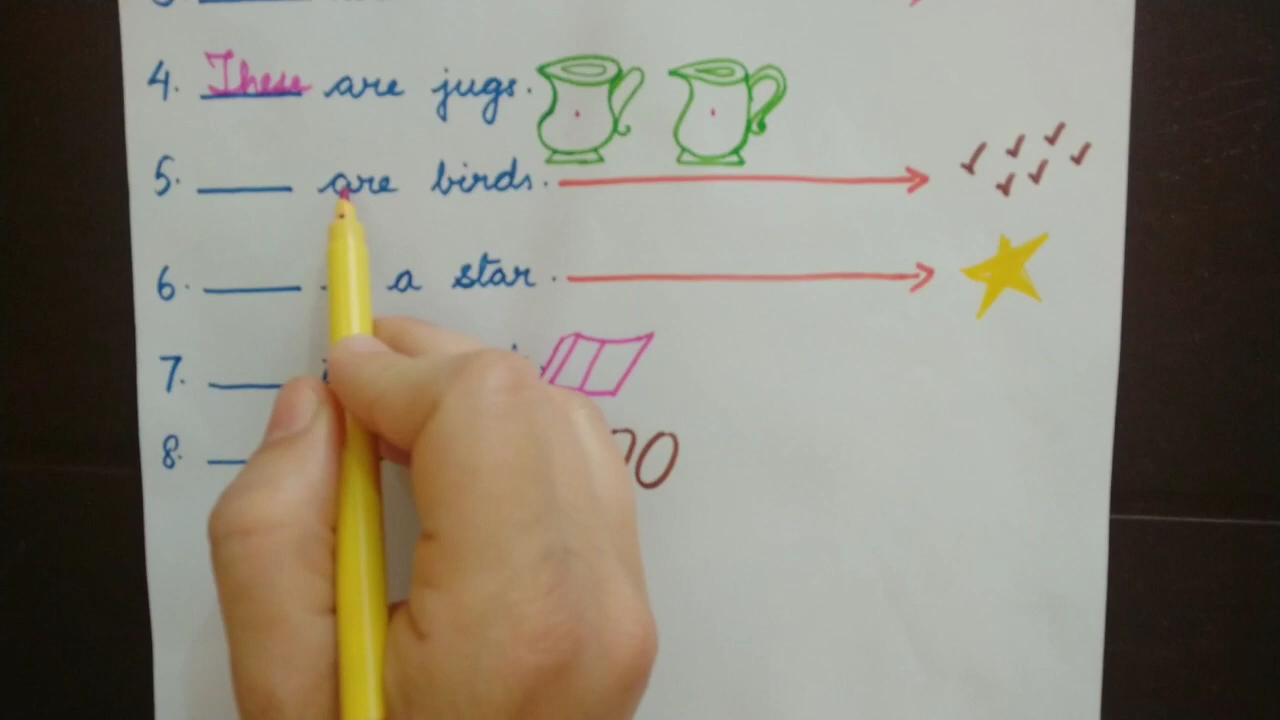 4. These are jugs.
5. ____ are birds.
6. ____ a star.
7. ____
8. ____